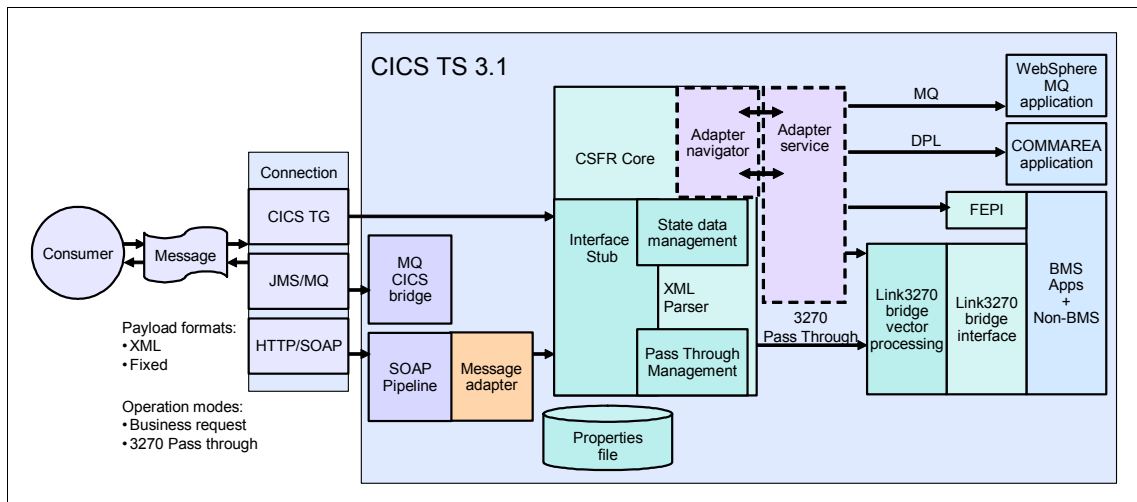 CICS TS 3.1
WebSphere
MQ
application
MQ
Adapter
navigator
Adapter
service
CSFR Core
DPL
COMMAREA
application
Connection
CICS TG
FEPI
Consumer
Message
Interface
Stub
State data
management
MQ
CICS
bridge
JMS/MQ
XML
Parser
BMS
Apps
+
Non-BMS
Link3270
bridge
vector
processing
Link3270
bridge
interface
3270
Pass Through
Payload formats:
• XML
• Fixed
HTTP/SOAP
SOAP
Pipeline
Message
adapter
Pass Through
Management
Operation modes:
• Business request
• 3270 Pass through
Properties
file